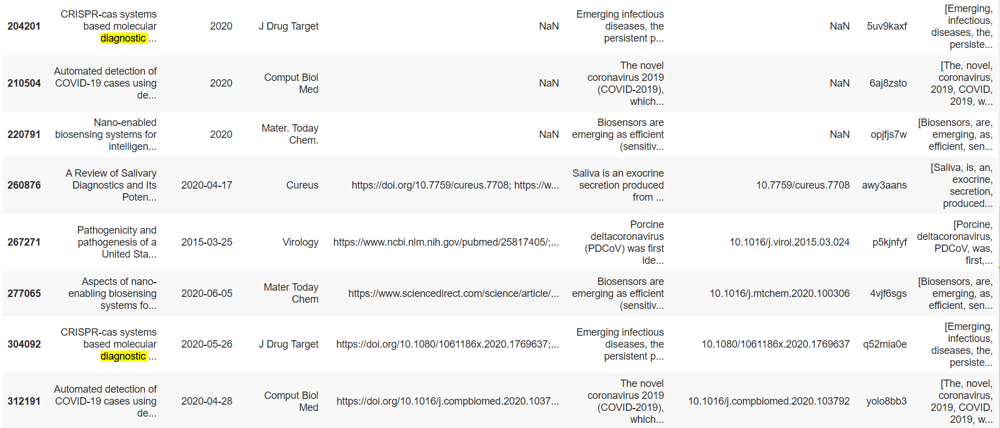 204201
CRISPR-cas systems
based molecular
diagnostic ...
2020
J Drug Target
NaN
Emerging infectious
diseases, the
persistent p...
NaN
5uv9kaxf
[Emerging,
infectious,
diseases, the,
persiste...
210504
Automated detection of
COVID-19 cases using
de...
2020
Comput Biol
Med
NaN
The novel
coronavirus 2019
(COVID-2019),
which...
NaN
6aj8zsto
[The, novel,
coronavirus,
2019, COVID,
2019, w...
220791
Nano-enabled
biosensing systems for
intelligen...
2020
Mater. Today
Chem.
NaN
Biosensors are
emerging as efficient
(sensitiv...
NaN
opjfjs7w
[Biosensors, are,
emerging, as,
efficient, sen...
260876
A Review of Salivary
Diagnostics and Its
Poten...
2020-04-17
Cureus
https://doi.org/10.7759/cureus.7708; https://w...
Saliva is an exocrine
secretion produced
from ...
10.7759/cureus.7708
awy3aans
[Saliva, is, an,
exocrine,
secretion,
produced...
267271
Pathogenicity and
pathogenesis of a
United Sta...
2015-03-25
Virology
https://www.ncbi.nlm.nih.gov/pubmed/25817405/;...
Porcine
deltacoronavirus
(PDCoV) was first
ide...
10.1016/j.virol.2015.03.024
p5kjnfyf
[Porcine,
deltacoronavirus,
PDCoV, was,
first,...
277065
Aspects of nano-
enabling biosensing
systems fo...
2020-06-05
Mater Today
Chem
https://www.sciencedirect.com/science/article/...
Biosensors are
emerging as efficient
(sensitiv...
10.1016/j.mtchem.2020.100306
4vjf6sgs
[Biosensors, are,
emerging, as,
efficient, sen...
304092
CRISPR-cas systems
based molecular
diagnostic ...
2020-05-26
J Drug Target
https://doi.org/10.1080/1061186x.2020.1769637;...
Emerging infectious
diseases, the
persistent p...
10.1080/1061186x.2020.1769637
q52mia0e
[Emerging,
infectious,
diseases, the,
persiste...
312191
Automated detection of
COVID-19 cases using
de...
2020-04-28
Comput Biol
Med
https://doi.org/10.1016/j.compbiomed.2020.1037...
The novel
coronavirus 2019
(COVID-2019),
which...
10.1016/j.compbiomed.2020.103792
yolo8bb3
[The, novel,
coronavirus,
2019, COVID,
2019, w...